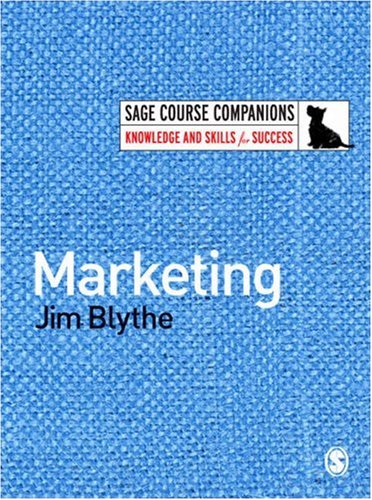 SAGE COURSE COMPANIONS
KNOWLEDGE AND SKILLS for SUCCESS
Marketing
Jim Blythe